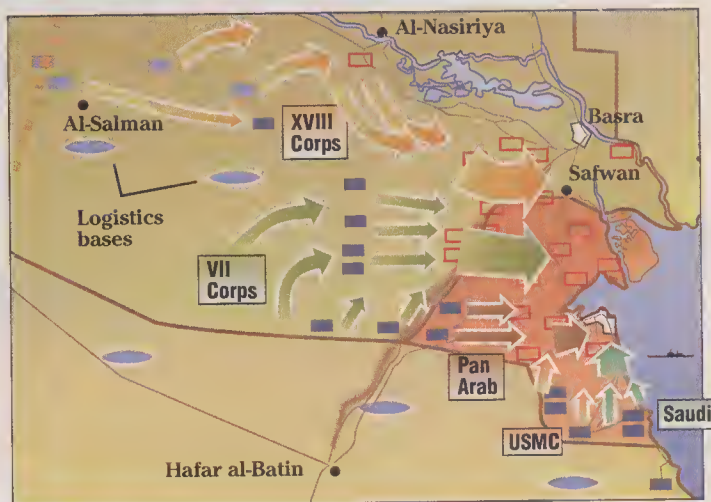 Al-Nasiriya
Basra
Al-Salman
XVIII
Corps
Safwan
Logistics
bases
VII
Corps
Pan
Arab
Saudi
USMC
Hafar al-Batin